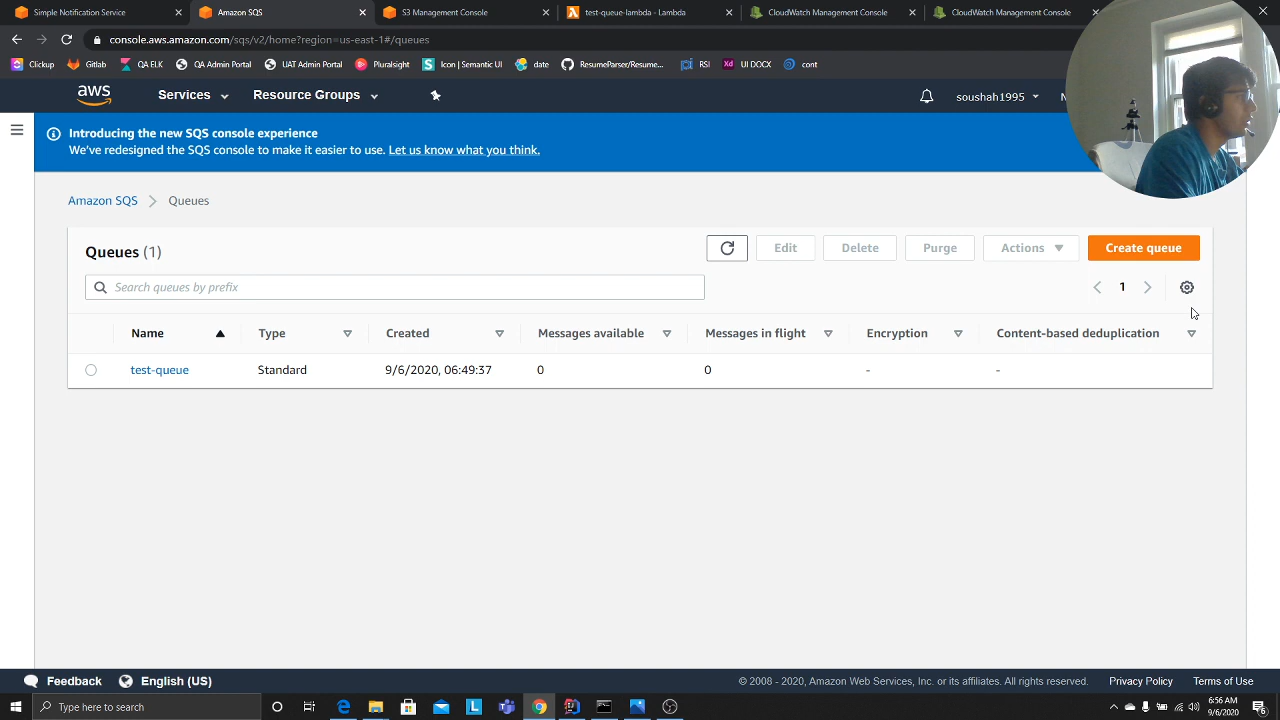 Simple Notification Service
Amazon SQS
S3 Management Console
test-queue-lambda - Lambda
CloudWatch Management Console
CloudWatch Management Console
console.aws.amazon.com/sqs/v2/home?region=us-east-1#/queues
Clickup
Gitlab
QA ELK
QA Admin Portal
UAT Admin Portal
Pluralsight
Icon | Semantic UI
date
ResumeParser/Resume...
RSI
Xd UI DOCX
cont
aws
Services
Resource Groups
soushah1995
N
Introducing the new SQS console experience
We've redesigned the SQS console to make it easier to use. Let us know what you think.
Amazon SQS
Queues
Queues (1)
Edit
Delete
Purge
Actions
Create queue
Search queues by prefix
1
Name
Type
Created
Messages available
Messages in flight
Encryption
Content-based deduplication
test-queue
Standard
9/6/2020, 06:49:37
0
0
-
-
Feedback
English (US)
© 2008 - 2020, Amazon Web Services, Inc. or its affiliates. All rights reserved.
Privacy Policy
Terms of Use
Type here to search
6:56 AM
9/6/2020